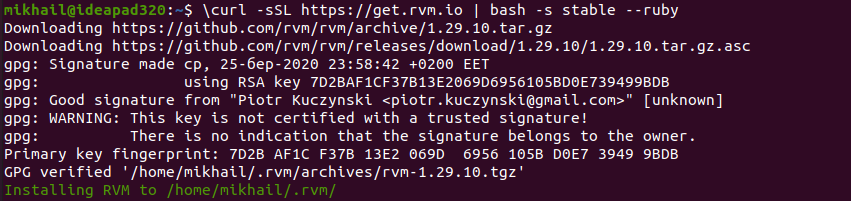 mikhail@ideapad320:~$ \curl -sSL https://get.rvm.io | bash -s stable --ruby
Downloading https://github.com/rvm/rvm/archive/1.29.10.tar.gz
Downloading https://github.com/rvm/rvm/releases/download/1.29.10/1.29.10.tar.gz.asc
gpg: Signature made ср, 25-бер-2020 23:58:42 +0200 EET
gpg:                using RSA key 7D2BAF1CF37B13E2069D6956105BD0E739499BDB
gpg: Good signature from "Piotr Kuczynski <piotr.kuczynski@gmail.com>" [unknown]
gpg: WARNING: This key is not certified with a trusted signature!
gpg:          There is no indication that the signature belongs to the owner.
Primary key fingerprint: 7D2B AF1C F37B 13E2 069D  6956 105B D0E7 3949 9BDB
GPG verified '/home/mikhail/.rvm/archives/rvm-1.29.10.tgz'
Installing RVM to /home/mikhail/.rvm/